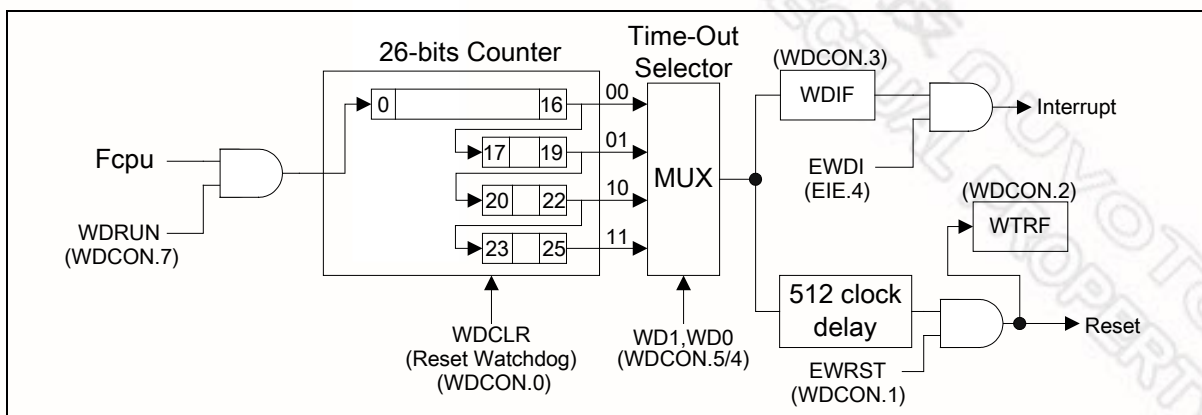 26-bits Counter
Time-Out
Selector
(WDCON.3)
0
16
00
WDIF
Interrupt
Fcpu
17
19
01
MUX
EWDI
(EIE.4)
20
22
10
(WDCON.2)
WTRF
WDRUN
(WDCON.7)
23
25
11
512 clock
delay
Reset
WDCLR
(Reset Watchdog)
(WDCON.0)
WD1,WD0
(WDCON.5/4)
EWRST
(WDCON.1)